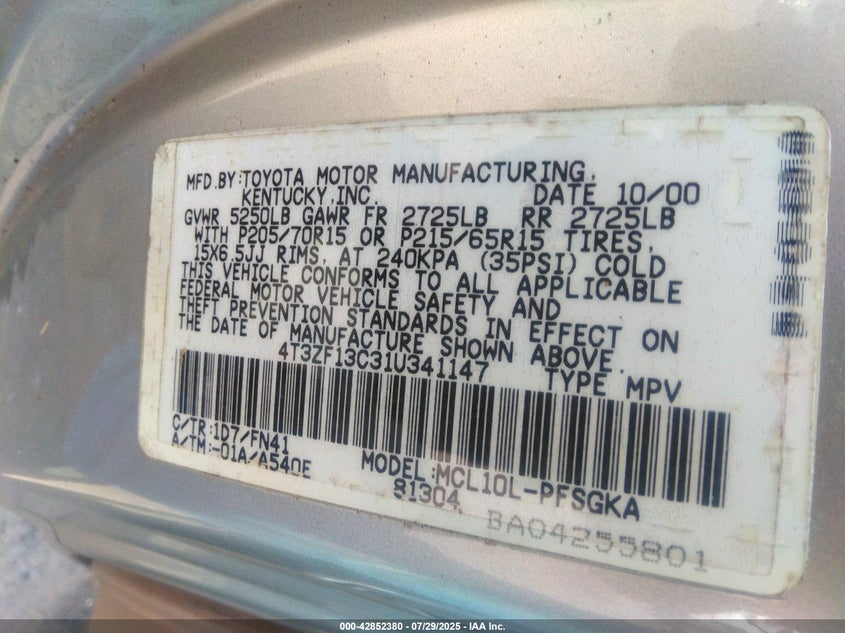 MFD.BY:TOYOTA MOTOR MANUFACTURING,
KENTUCKY,INC. DATE 10/00
GVWR 5250LB GAWR FR 2725LB RR 2725LB
WITH P205/70R15 OR P215/65R15 TIRES,
15X6.5JJ RIMS, AT 240KPA (35PSI) COLD
THIS VEHICLE CONFORMS TO ALL APPLICABLE
FEDERAL MOTOR VEHICLE SAFETY AND
THEFT PREVENTION STANDARDS IN EFFECT ON
THE DATE OF MANUFACTURE SHOWN ABOVE.
4T3ZF13C31U341147 TYPE MPV
C/TR:1D7/FN41
A/TM:-01A/A540E MODEL:MCL10L-PFSGKA
81304
BA04255801
000-42852380 - 07/29/2025 - IAA Inc.